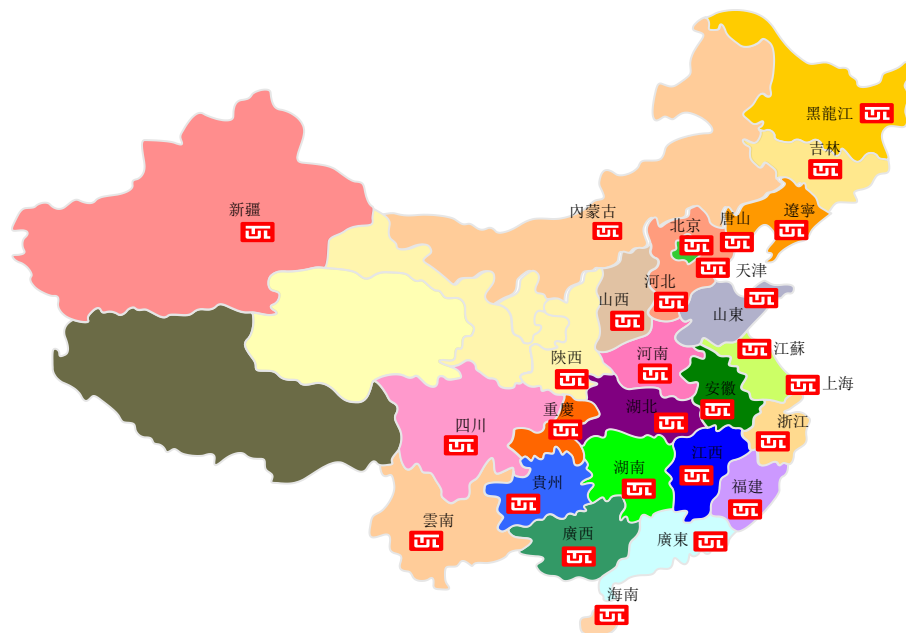 黑龍江
吉林
新疆
內蒙古
北京
唐山
遼寧
天津
河北
山西
山東
江蘇
河南
陝西
安徽
上海
重慶
湖北
四川
浙江
江西
湖南
貴州
福建
雲南
廣西
廣東
海南